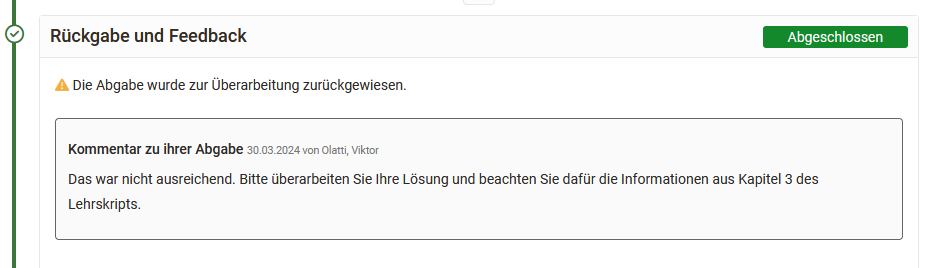 Rückgabe und Feedback
Abgeschlossen
Die Abgabe wurde zur Überarbeitung zurückgewiesen.
Kommentar zu ihrer Abgabe 30.03.2024 von Olatti, Viktor
Das war nicht ausreichend. Bitte überarbeiten Sie Ihre Lösung und beachten Sie dafür die Informationen aus Kapitel 3 des
Lehrskripts.